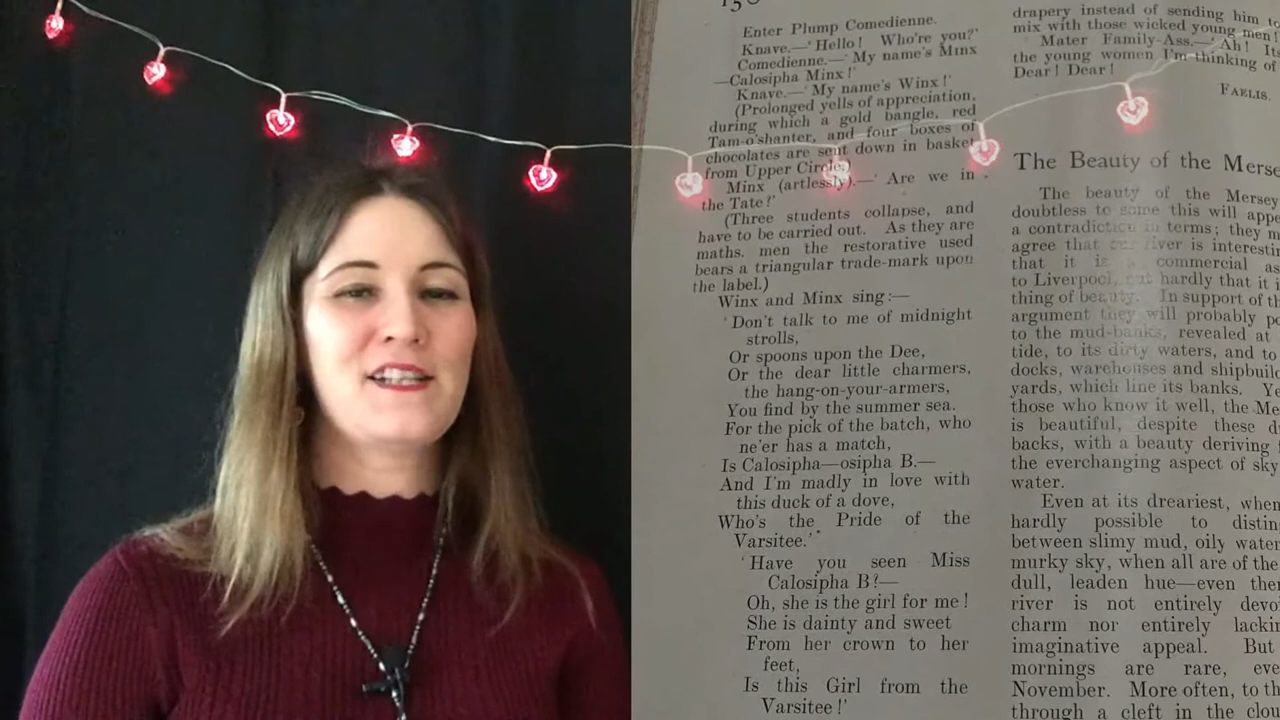 Enter Plump Comedienne.
Knave.—'Hello! Who're you?'
Comedienne.—'My name's Minx
—Calosipha Minx!'
Knave.—'My name's Winx!'
(Prolonged yells of appreciation,
during which a gold bangle, red
Tam-o'shanter, and four boxes of
chocolates are sent down in basket
from Upper Circle.)
Minx (artlessly).—'Are we in
the Tate?'
(Three students collapse, and
have to be carried out. As they are
maths. men the restorative used
bears a triangular trade-mark upon
the label.)
Winx and Minx sing:—
'Don't talk to me of midnight
strolls,
Or spoons upon the Dee,
Or the dear little charmers,
the hang-on-your-armers,
You find by the summer sea.
For the pick of the batch, who
ne'er has a match,
Is Calosipha—osipha B.—
And I'm madly in love with
this duck of a dove,
Who's the Pride of the
Varsitee.'
'Have you seen Miss
Calosipha B?—
Oh, she is the girl for me!
She is dainty and sweet
From her crown to her
feet,
Is this Girl from the
Varsitee!'
drapery instead of sending him to
mix with those wicked young men!
Mater Family-Ass.—'Ah! Its
the young women I'm thinking of
Dear! Dear!
Faelis.
The Beauty of the Merse
The beauty of the Mersey
doubtless to some this will appe
a contradiction in terms; they m
agree that our river is interesti
that it is commercial as
to Liverpool, but hardly that it i
thing of beauty. In support of th
argument they will probably po
to the mud-banks, revealed at
tide, to its dirty waters, and to
docks, warehouses and shipbuild
yards, which line its banks. Ye
those who know it well, the Me
is beautiful, despite these d
backs, with a beauty deriving
the everchanging aspect of sky
water.
Even at its dreariest, when
hardly possible to distin
between slimy mud, oily water
murky sky, when all are of the
dull, leaden hue—even then
river is not entirely devoi
charm nor entirely lackin
imaginative appeal. But
mornings are rare, eve
November. More often, to th
through a cleft in the clou